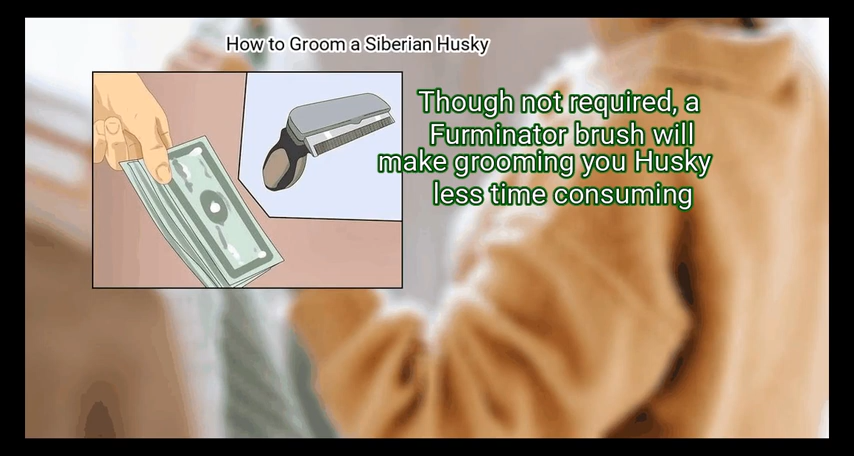 How to Groom a Siberian Husky
Though not required, a
Furminator brush will
make grooming you Husky
less time consuming